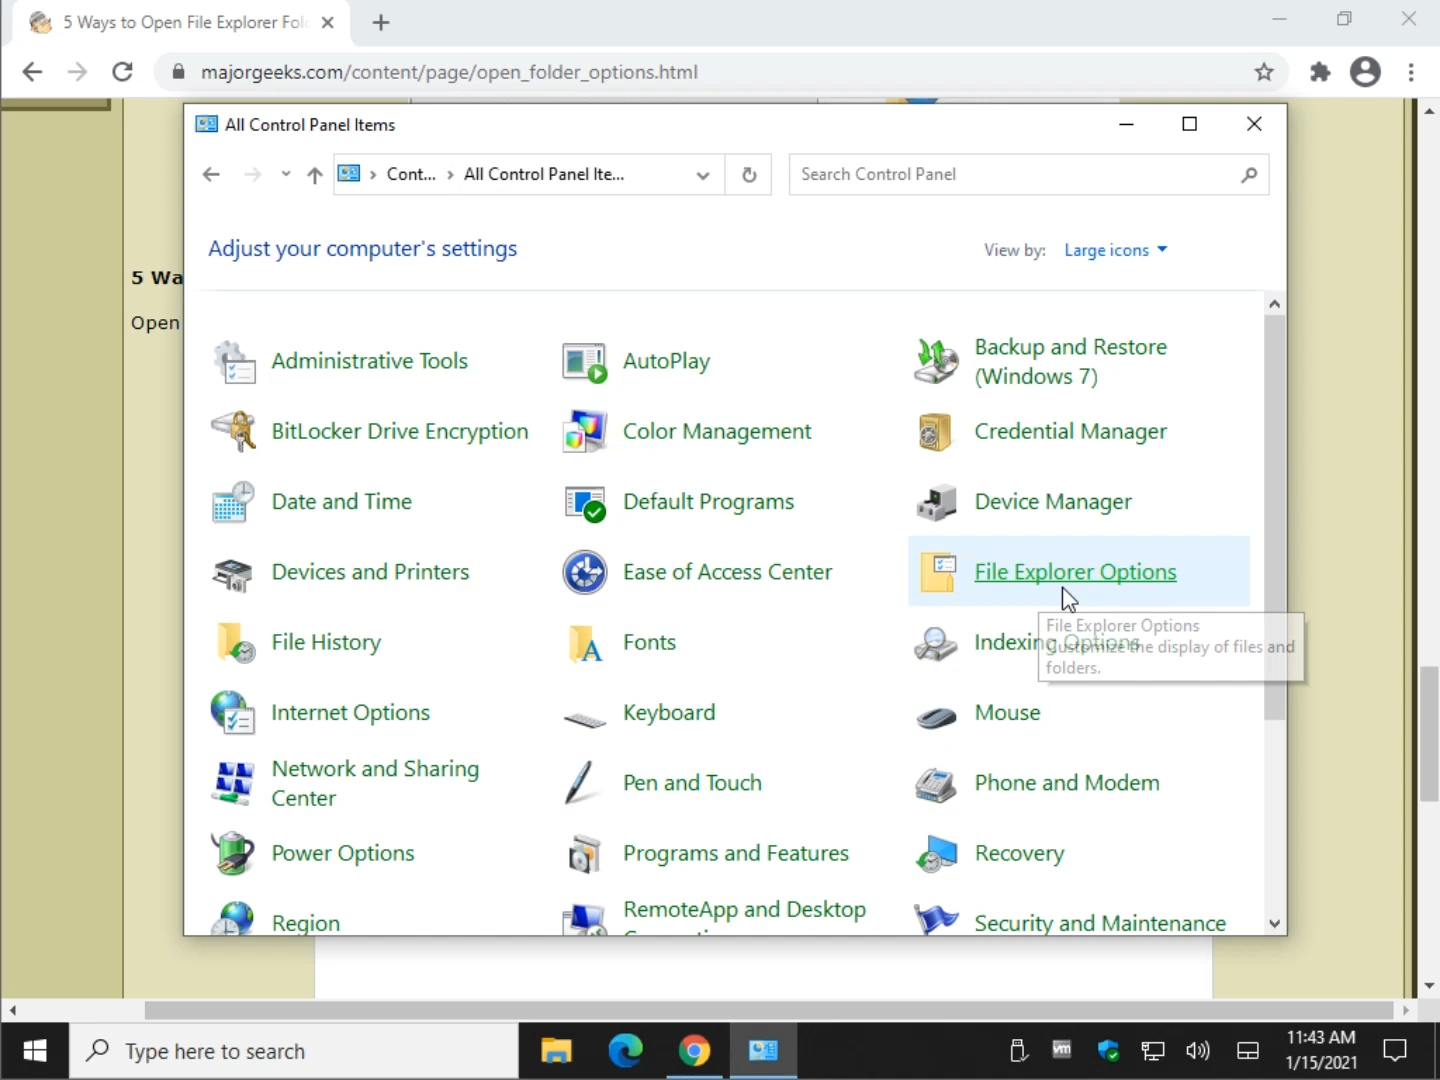 5 Ways to Open File Explorer Fol
majorgeeks.com/content/page/open_folder_options.html
All Control Panel Items
Cont... All Control Panel Ite...
Search Control Panel
Adjust your computer's settings
View by: Large icons
5 Wa
Open
Administrative Tools
AutoPlay
Backup and Restore
(Windows 7)
BitLocker Drive Encryption
Color Management
Credential Manager
Date and Time
Default Programs
Device Manager
Devices and Printers
Ease of Access Center
File Explorer Options
File History
Fonts
Indexing Options
File Explorer Options
Customize the display of files and
folders.
Internet Options
Keyboard
Mouse
Network and Sharing
Center
Pen and Touch
Phone and Modem
Power Options
Programs and Features
Recovery
Region
RemoteApp and Desktop
Security and Maintenance
Type here to search
vm
11:43 AM
1/15/2021